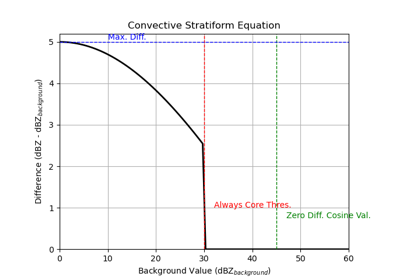 Convective Stratiform Equation
Max. Diff.
5
4
3
2
1
0
Difference (dBZ - dBZbackground)
Always Core Thres.
Zero Diff. Cosine Val.
0 10 20 30 40 50 60
Background Value (dBZbackground)